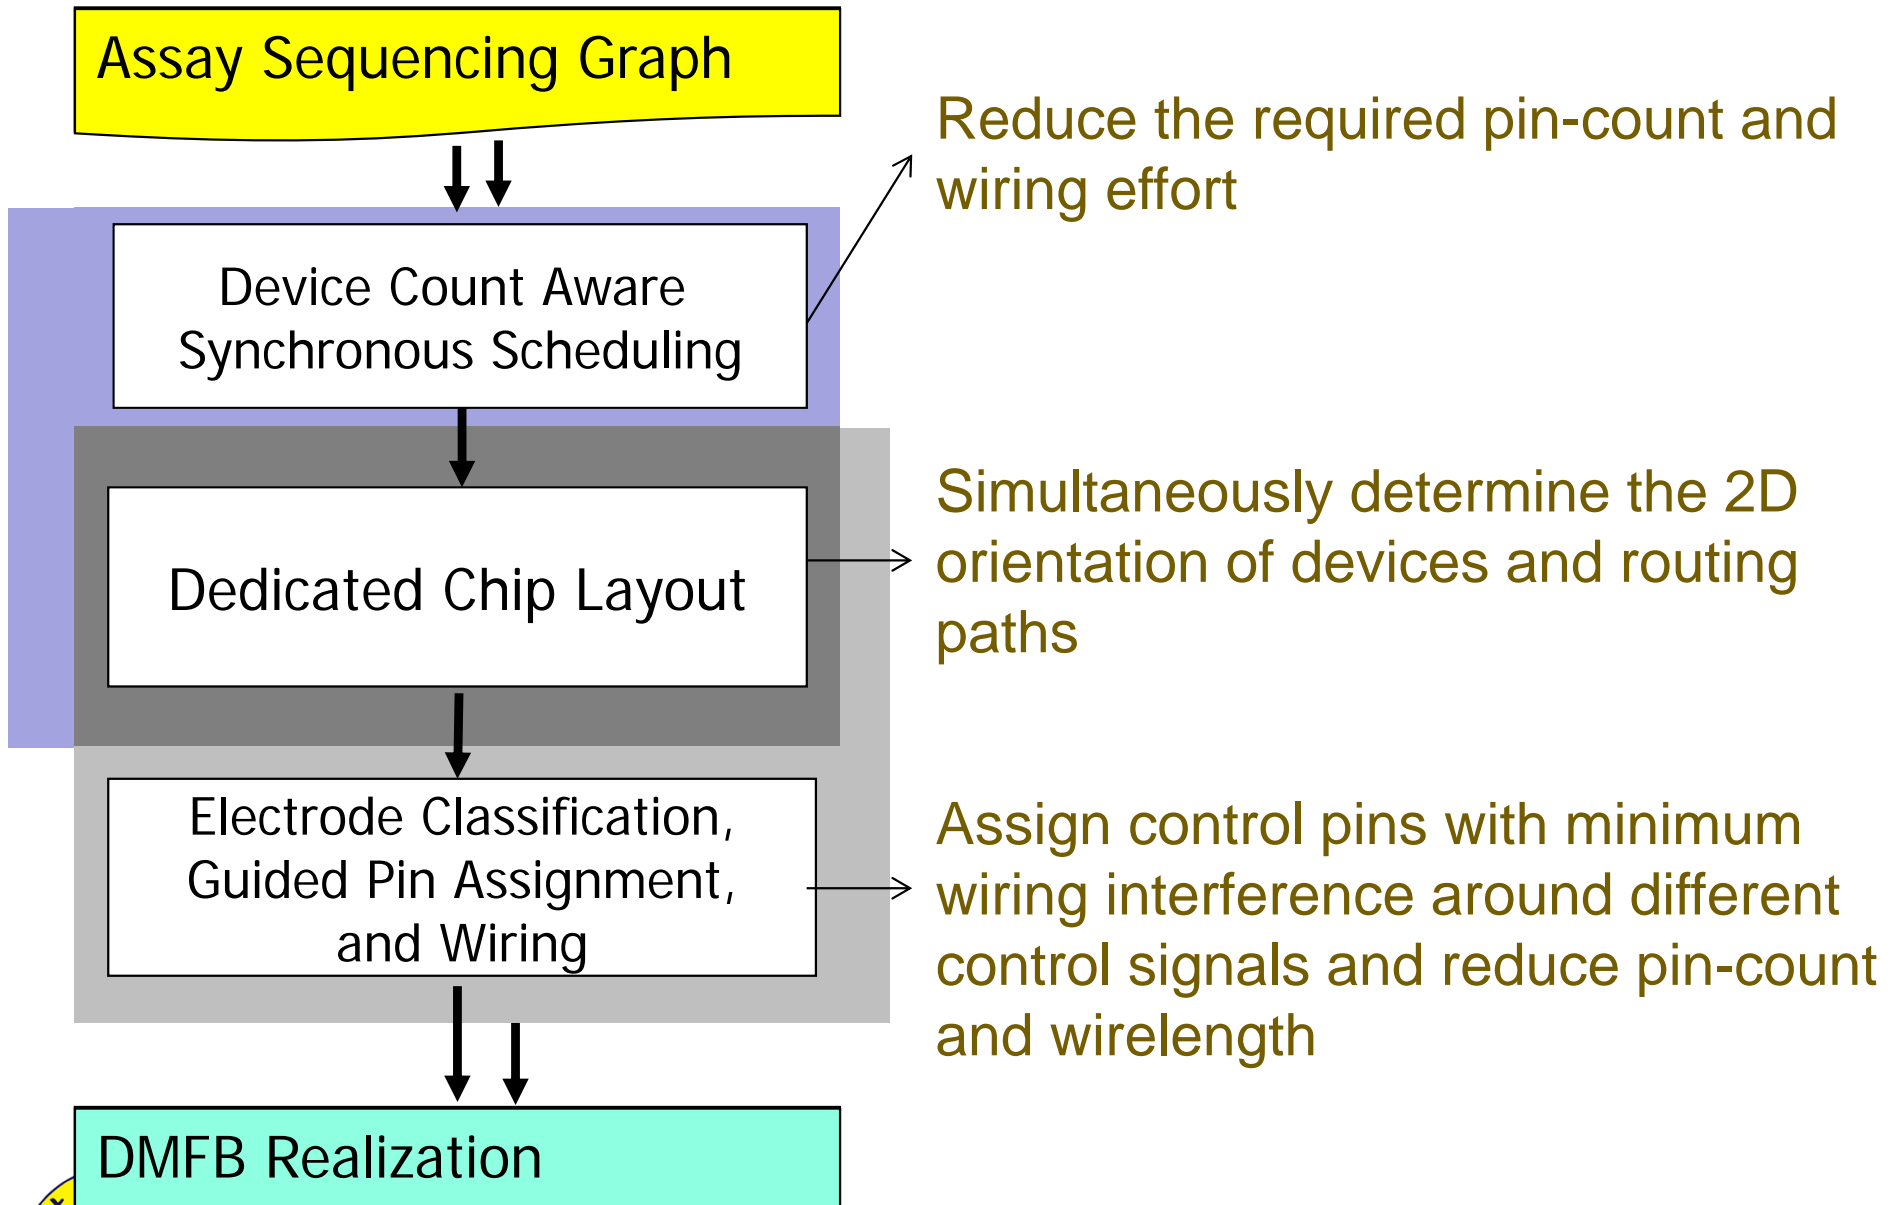 Assay Sequencing Graph
Reduce the required pin-count and
wiring effort
Device Count Aware
Synchronous Scheduling
Simultaneously determine the 2D
orientation of devices and routing
paths
Dedicated Chip Layout
Electrode Classification,
Guided Pin Assignment,
and Wiring
Assign control pins with minimum
wiring interference around different
control signals and reduce pin-count
and wirelength
DMFB Realization